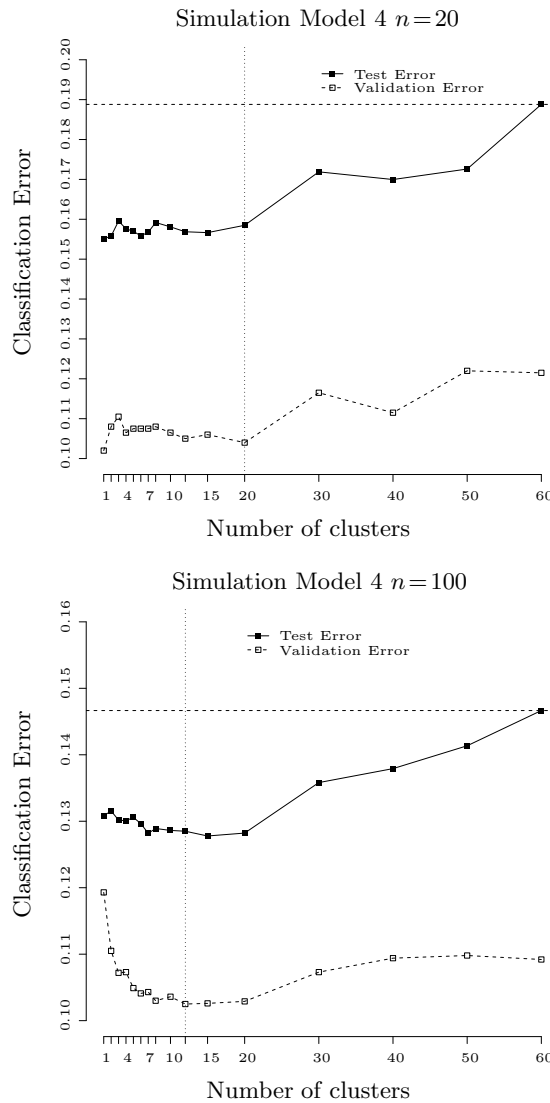 Simulation Model 4 n=20
Test Error
Validation Error
Classification Error
0.20
0.19
0.18
0.17
0.16
0.15
0.14
0.13
0.12
0.11
0.10
1 4 7 10 15 20 30 40 50 60
Number of clusters
Simulation Model 4 n=100
Test Error
Validation Error
Classification Error
0.16
0.15
0.14
0.13
0.12
0.11
0.10
1 4 7 10 15 20 30 40 50 60
Number of clusters